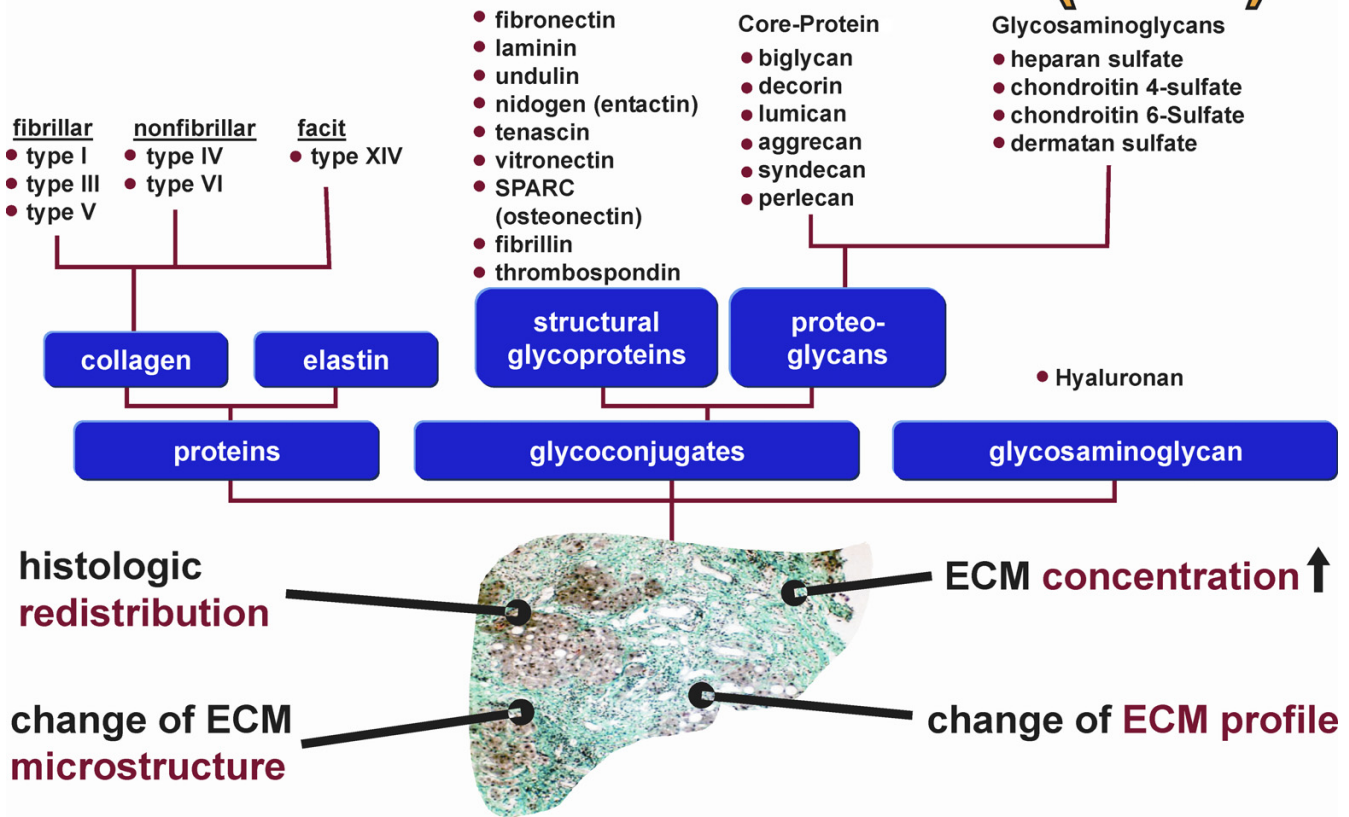 fibrillar
type I
type III
type V
nonfibrillar
type IV
type VI
facit
type XIV
fibronectin
laminin
undulin
nidogen (entactin)
tenascin
vitronectin
SPARC
(osteonectin)
fibrillin
thrombospondin
Core-Protein
biglycan
decorin
lumican
aggrecan
syndecan
perlecan
Glycosaminoglycans
heparan sulfate
chondroitin 4-sulfate
chondroitin 6-Sulfate
dermatan sulfate
collagen
elastin
structural
glycoproteins
proteo-
glycans
Hyaluronan
proteins
glycoconjugates
glycosaminoglycan
histologic
redistribution
ECM concentration
change of ECM
microstructure
change of ECM profile